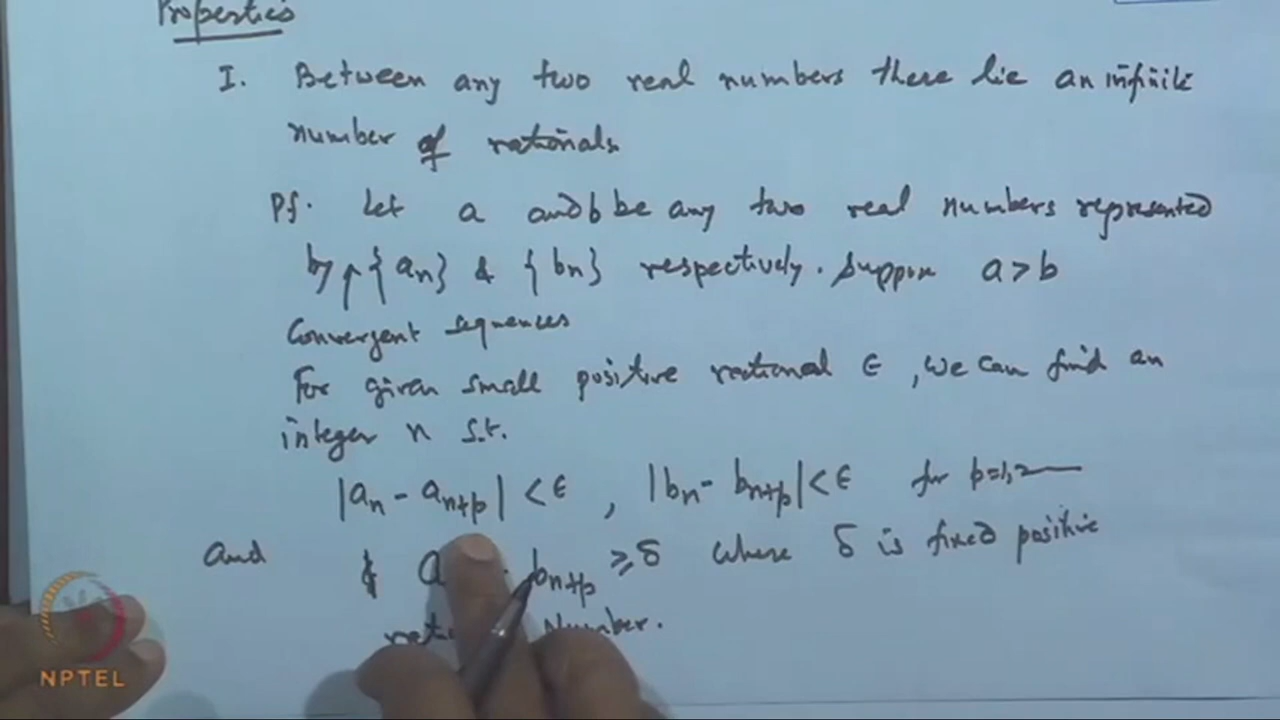 Properties
I. Between any two real numbers there lie an infinite
number of rationals
Pf. Let a and b be any two real numbers represented
by {an} & {bn} respectively. Suppose a>b
Convergent sequences
For given small positive rational ϵ, we can find an
integer n s.t.
|an - an+p| < ϵ , |bn - bn+p| < ϵ for p=1,2—
And & a bn+p ≥ δ where δ is fixed positive
Number.
NPTEL